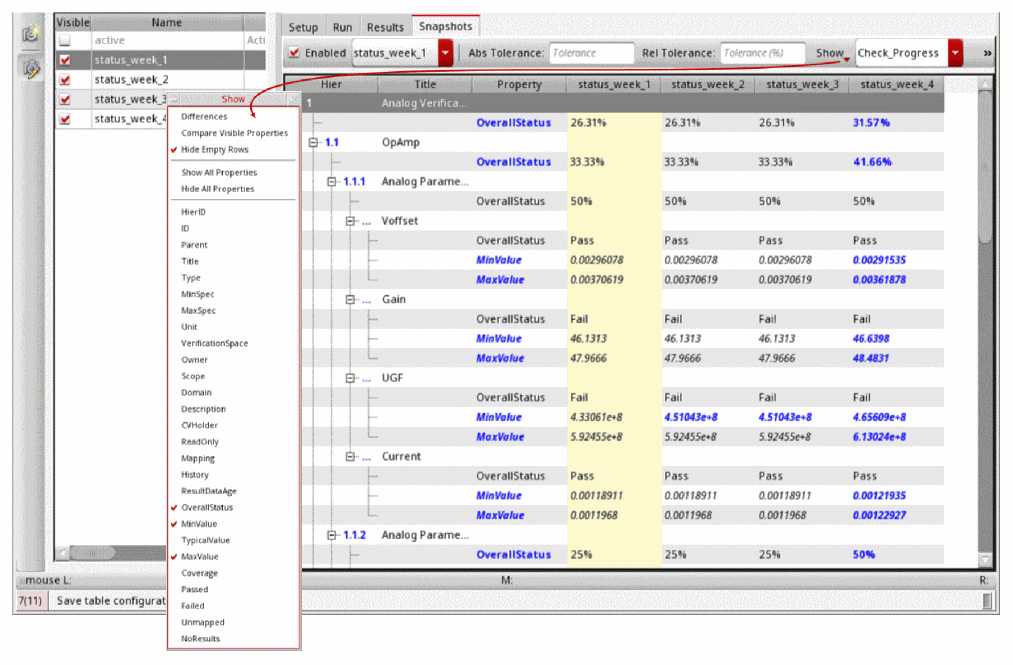 Visible Name
active Acti
status_week_1
status_week_2
status_week_3
status_week_4
Setup Run Results Snapshots
Enabled status_week_1 Abs Tolerance: Tolerance Rel Tolerance: Tolerance (%) Show Check_Progress »
Hier Title Property status_week_1 status_week_2 status_week_3 status_week_4
1 Analog Verifica...
OverallStatus 26.31% 26.31% 26.31% 31.57%
1.1 OpAmp
OverallStatus 33.33% 33.33% 33.33% 41.66%
1.1.1 Analog Parame...
OverallStatus 50% 50% 50% 50%
... Voffset
OverallStatus Pass Pass Pass Pass
MinValue 0.00296078 0.00296078 0.00296078 0.00291535
MaxValue 0.00370619 0.00370619 0.00370619 0.00361878
... Gain
OverallStatus Fail Fail Fail Fail
MinValue 46.1313 46.1313 46.1313 46.6398
MaxValue 47.9666 47.9666 47.9666 48.4831
... UGF
OverallStatus Fail Fail Fail Fail
MinValue 4.33061e+8 4.51043e+8 4.51043e+8 4.65609e+8
MaxValue 5.92455e+8 5.92455e+8 5.92455e+8 6.13024e+8
... Current
OverallStatus Pass Pass Pass Pass
MinValue 0.00118911 0.00118911 0.00118911 0.00121935
MaxValue 0.0011968 0.0011968 0.0011968 0.00122927
1.1.2 Analog Parame...
OverallStatus 25% 25% 25% 50%
Show
Differences
Compare Visible Properties
Hide Empty Rows
Show All Properties
Hide All Properties
HierID
ID
Parent
Title
Type
MinSpec
MaxSpec
Unit
VerificationSpace
Owner
Scope
Domain
Description
CVHolder
ReadOnly
Mapping
History
ResultDataAge
OverallStatus
MinValue
TypicalValue
MaxValue
Coverage
Passed
Failed
Unmapped
NoResults
mouse L: M: R:
7(11) Save table configurat